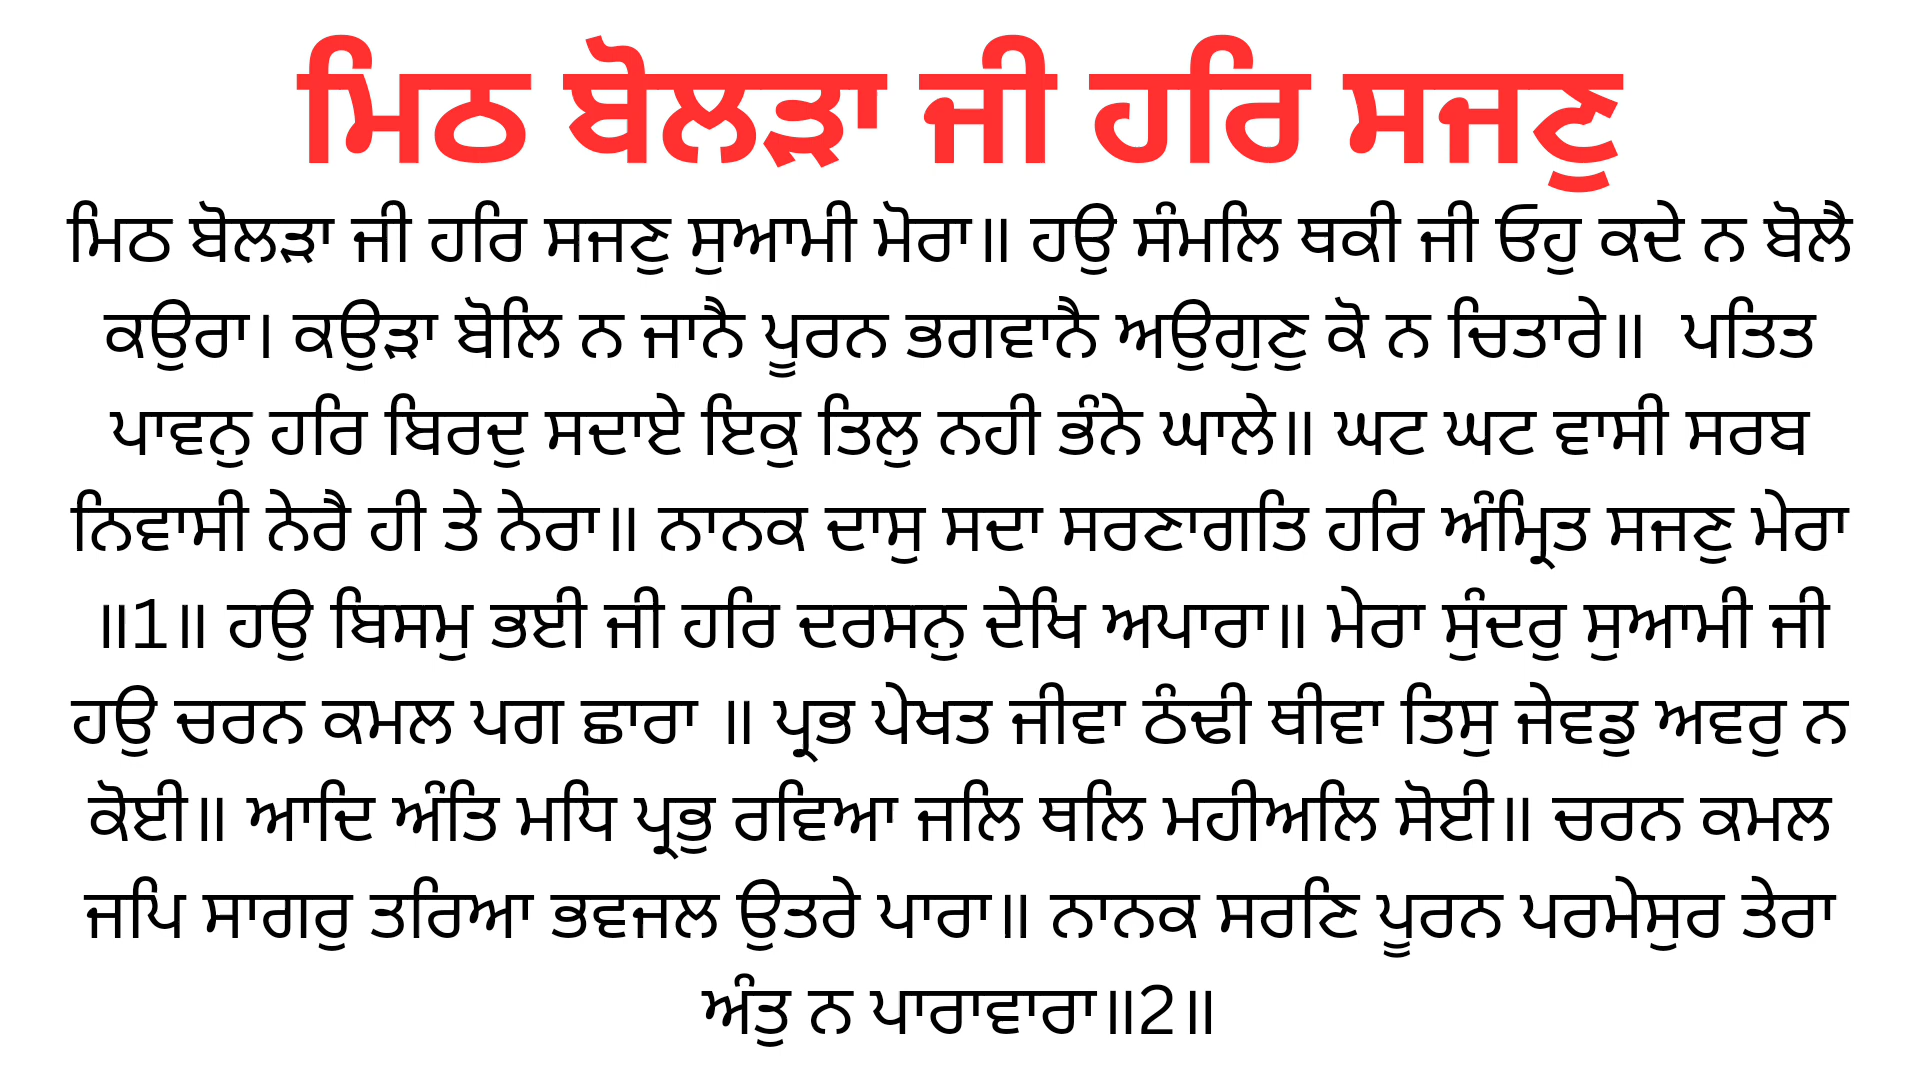 ਮਿਠ ਬੋਲੜਾ ਜੀ ਹਰਿ ਸਜਣੁ
ਮਿਠ ਬੋਲੜਾ ਜੀ ਹਰਿ ਸਜਣੁ ਸੁਆਮੀ ਮੋਰਾ॥ ਹਉ ਸੰਮਲਿ ਥਕੀ ਜੀ ਓਹੁ ਕਦੇ ਨ ਬੋਲੈ
ਕਉਰਾ। ਕਉੜਾ ਬੋਲਿ ਨ ਜਾਨੈ ਪੂਰਨ ਭਗਵਾਨੈ ਅਉਗੁਣੁ ਕੋ ਨ ਚਿਤਾਰੇ॥ ਪਤਿਤ
ਪਾਵਨੁ ਹਰਿ ਬਿਰਦੁ ਸਦਾਏ ਇਕੁ ਤਿਲੁ ਨਹੀ ਭੰਨੇ ਘਾਲੇ॥ ਘਟ ਘਟ ਵਾਸੀ ਸਰਬ
ਨਿਵਾਸੀ ਨੇਰੈ ਹੀ ਤੇ ਨੇਰਾ॥ ਨਾਨਕ ਦਾਸੁ ਸਦਾ ਸਰਣਾਗਤਿ ਹਰਿ ਅੰਮ੍ਰਿਤ ਸਜਣੁ ਮੇਰਾ
॥1॥ ਹਉ ਬਿਸਮੁ ਭਈ ਜੀ ਹਰਿ ਦਰਸਨੁ ਦੇਖਿ ਅਪਾਰਾ॥ ਮੇਰਾ ਸੁੰਦਰੁ ਸੁਆਮੀ ਜੀ
ਹਉ ਚਰਨ ਕਮਲ ਪਗ ਛਾਰਾ ॥ ਪ੍ਰਭ ਪੇਖਤ ਜੀਵਾ ਠੰਢੀ ਥੀਵਾ ਤਿਸੁ ਜੇਵਡੁ ਅਵਰੁ ਨ
ਕੋਈ॥ ਆਦਿ ਅੰਤਿ ਮਧਿ ਪ੍ਰਭੁ ਰਵਿਆ ਜਲਿ ਥਲਿ ਮਹੀਅਲਿ ਸੋਈ॥ ਚਰਨ ਕਮਲ
ਜਪਿ ਸਾਗਰੁ ਤਰਿਆ ਭਵਜਲ ਉਤਰੇ ਪਾਰਾ॥ ਨਾਨਕ ਸਰਣਿ ਪੂਰਨ ਪਰਮੇਸੁਰ ਤੇਰਾ
ਅੰਤੁ ਨ ਪਾਰਾਵਾਰਾ॥2॥